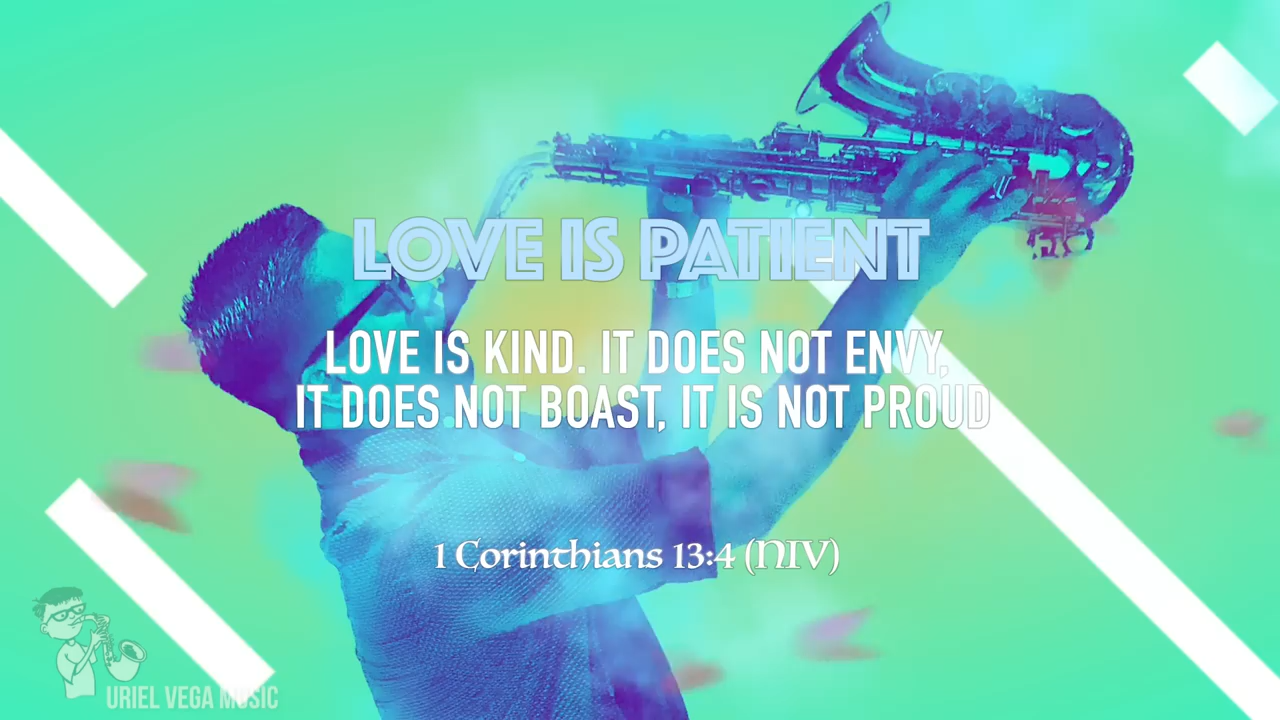 LOVE IS PATIENT
LOVE IS KIND. IT DOES NOT ENVY,
IT DOES NOT BOAST, IT IS NOT PROUD
1 Corinthians 13:4 (NIV)
URIEL VEGA MUSIC